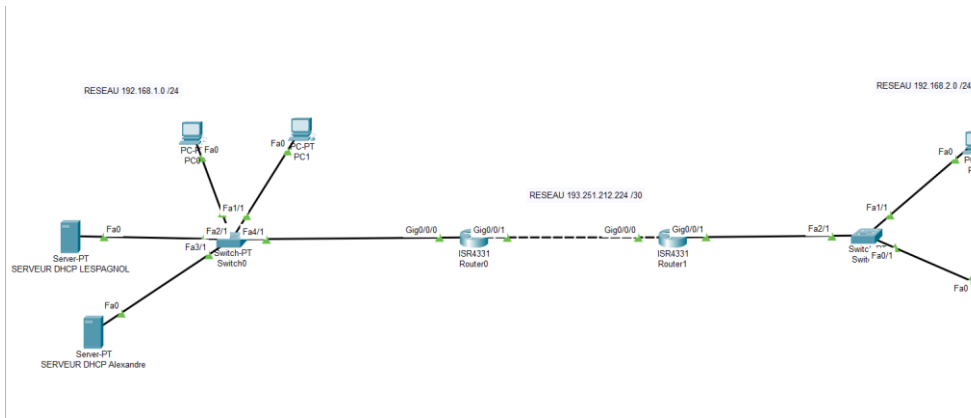 RESEAU 192.168.1.0 /24
RESEAU 192.168.2.0 /24
Fa0
PC-PT
PC0
Fa0
PC-PT
PC1
Fa0
RESEAU 193.251.212.224 /30
Fa1/1
Fa1/1
Fa0
Fa2/1
Fa4/1
Gig0/0/0
Gig0/0/1
Gig0/0/0
Gig0/0/1
Fa2/1
Fa3/1
Server-PT
SERVEUR DHCP LESPAGNOL
Switch-PT
Switch0
ISR4331
Router0
ISR4331
Router1
Fa0/1
Fa0
Fa0
Server-PT
SERVEUR DHCP Alexandre